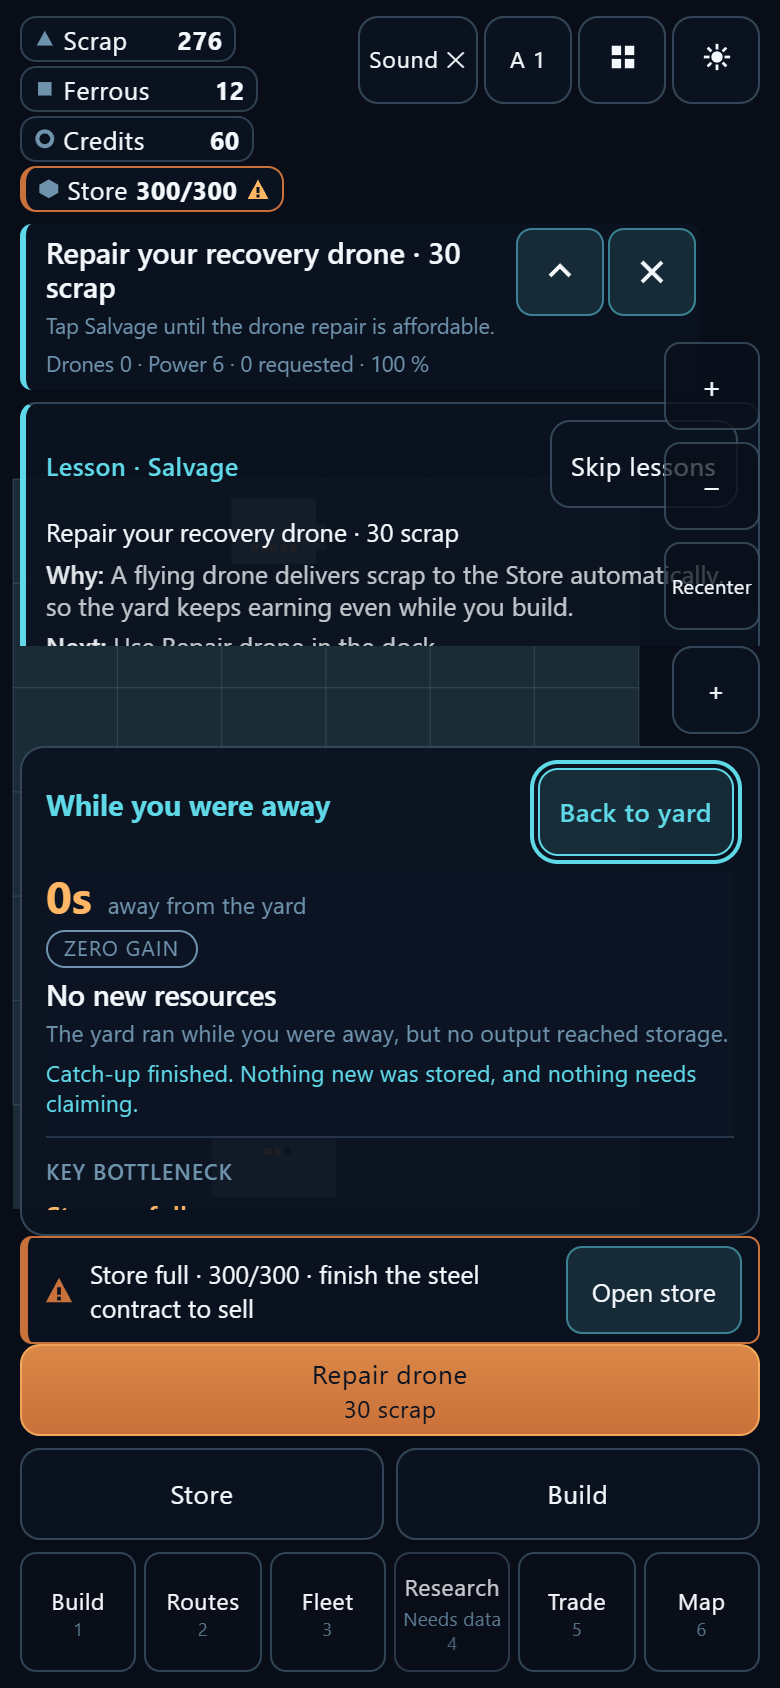 Scrap 276
Sound
A 1
Ferrous 12
Credits 60
Store 300/300
Repair your recovery drone · 30
scrap
Tap Salvage until the drone repair is affordable.
Drones 0 · Power 6 · 0 requested · 100 %
+
Lesson · Salvage
Skip lessons
−
Repair your recovery drone · 30 scrap
Why: A flying drone delivers scrap to the Store automatically,
Recenter
so the yard keeps earning even while you build.
Next: Use Repair drone in the dock
+
While you were away
Back to yard
0s away from the yard
ZERO GAIN
No new resources
The yard ran while you were away, but no output reached storage.
Catch-up finished. Nothing new was stored, and nothing needs
claiming.
KEY BOTTLENECK
Store full · 300/300 · finish the steel
contract to sell
Open store
Repair drone
30 scrap
Store
Build
Build
1
Routes
2
Fleet
3
Research
Needs data
4
Trade
5
Map
6